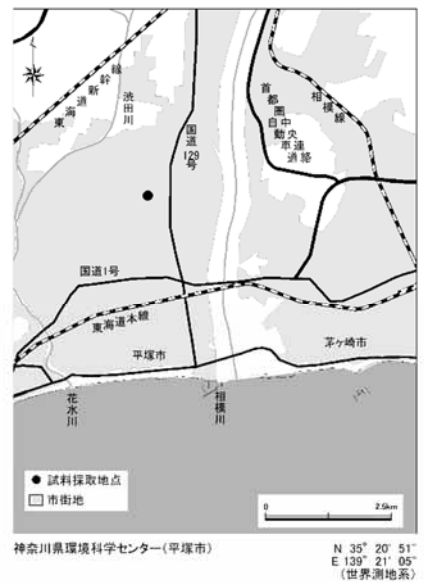 東海道新幹線
渋田川
国道129号
首都圏中央連絡自動車道
相模線
国道1号
東海道本線
平塚市
茅ヶ崎市
花水川
相模川
● 試料採取地点
市街地
0 2.5km
神奈川県環境科学センター(平塚市)
N 35° 20′ 51″
E 139° 21′ 05″
(世界測地系)